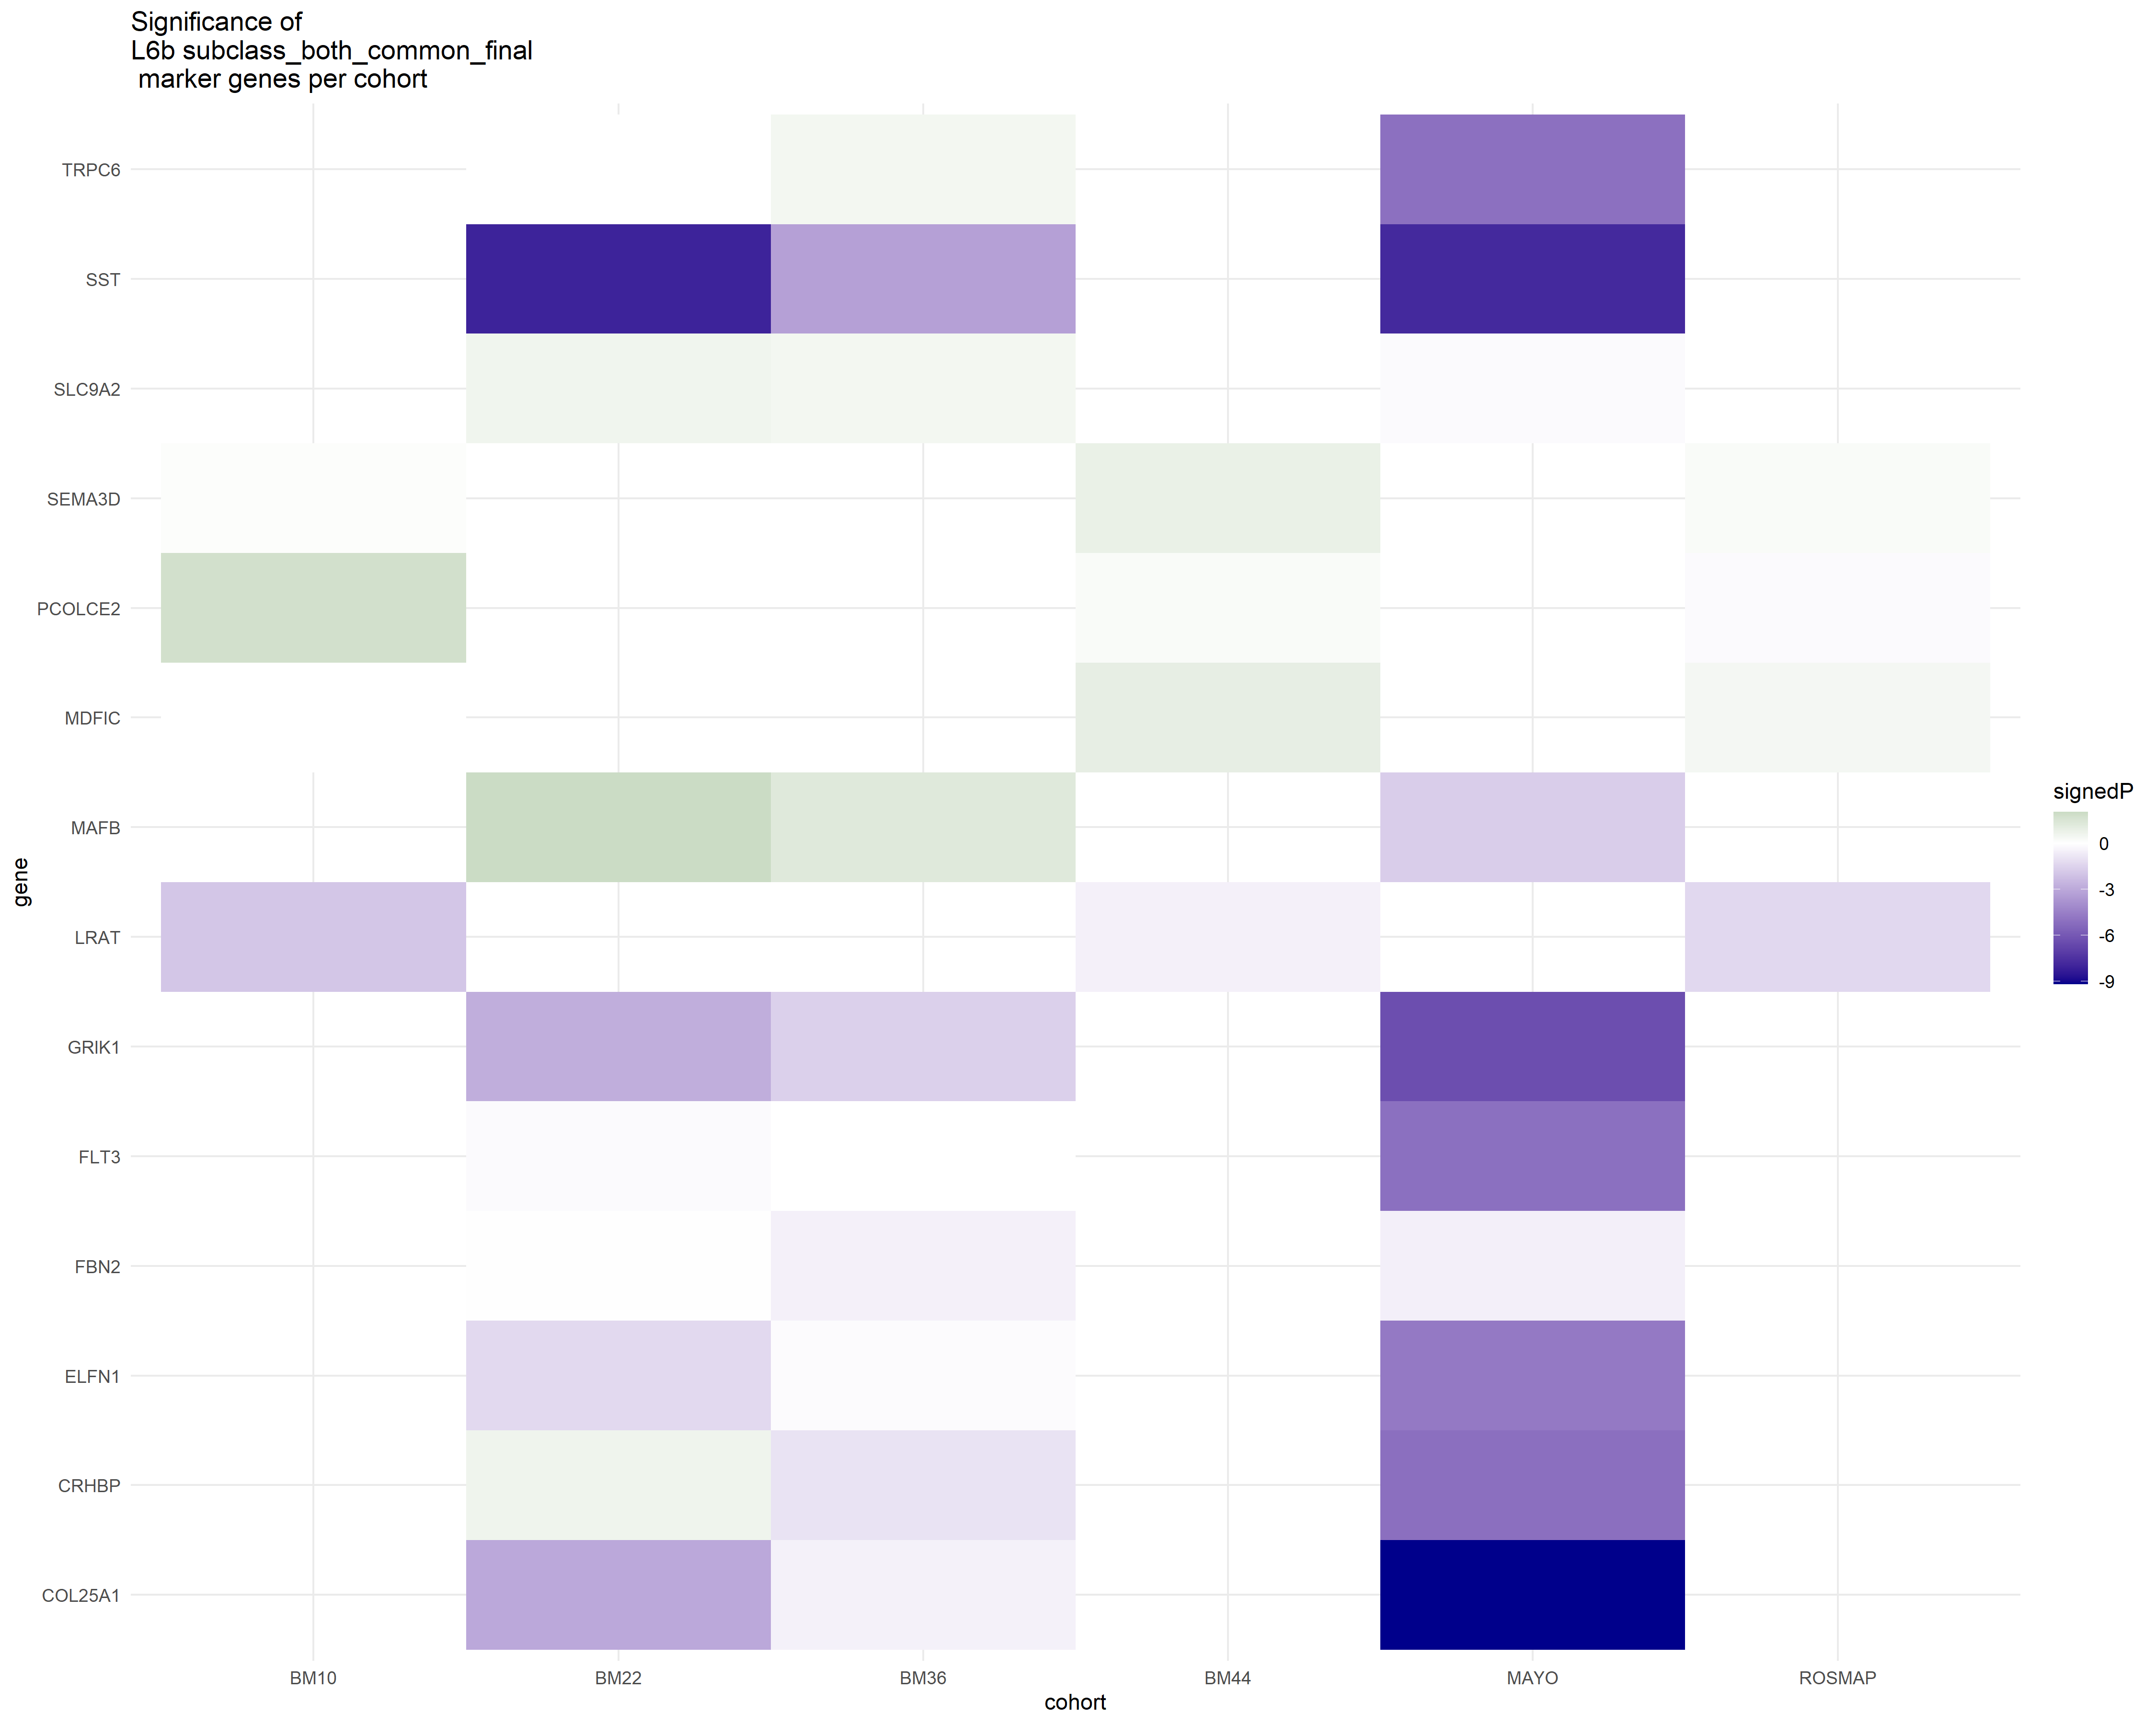 Significance of
L6b subclass_both_common_final
marker genes per cohort
TRPC6
SST
SLC9A2
SEMA3D
PCOLCE2
MDFIC
MAFB
LRAT
GRIK1
FLT3
FBN2
ELFN1
CRHBP
COL25A1
gene
BM10 BM22 BM36 BM44 MAYO ROSMAP
cohort
signedP
0
-3
-6
-9